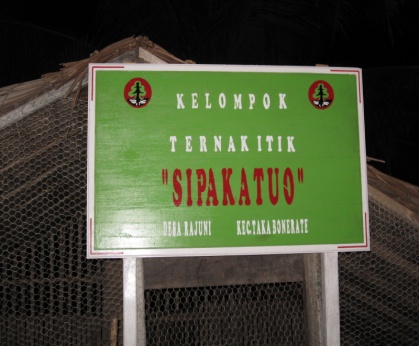 KELOMPOK
TERNAK ITIK
"SIPAKATUO"
DESA RAJUNI KEC.TAKA BONERATE